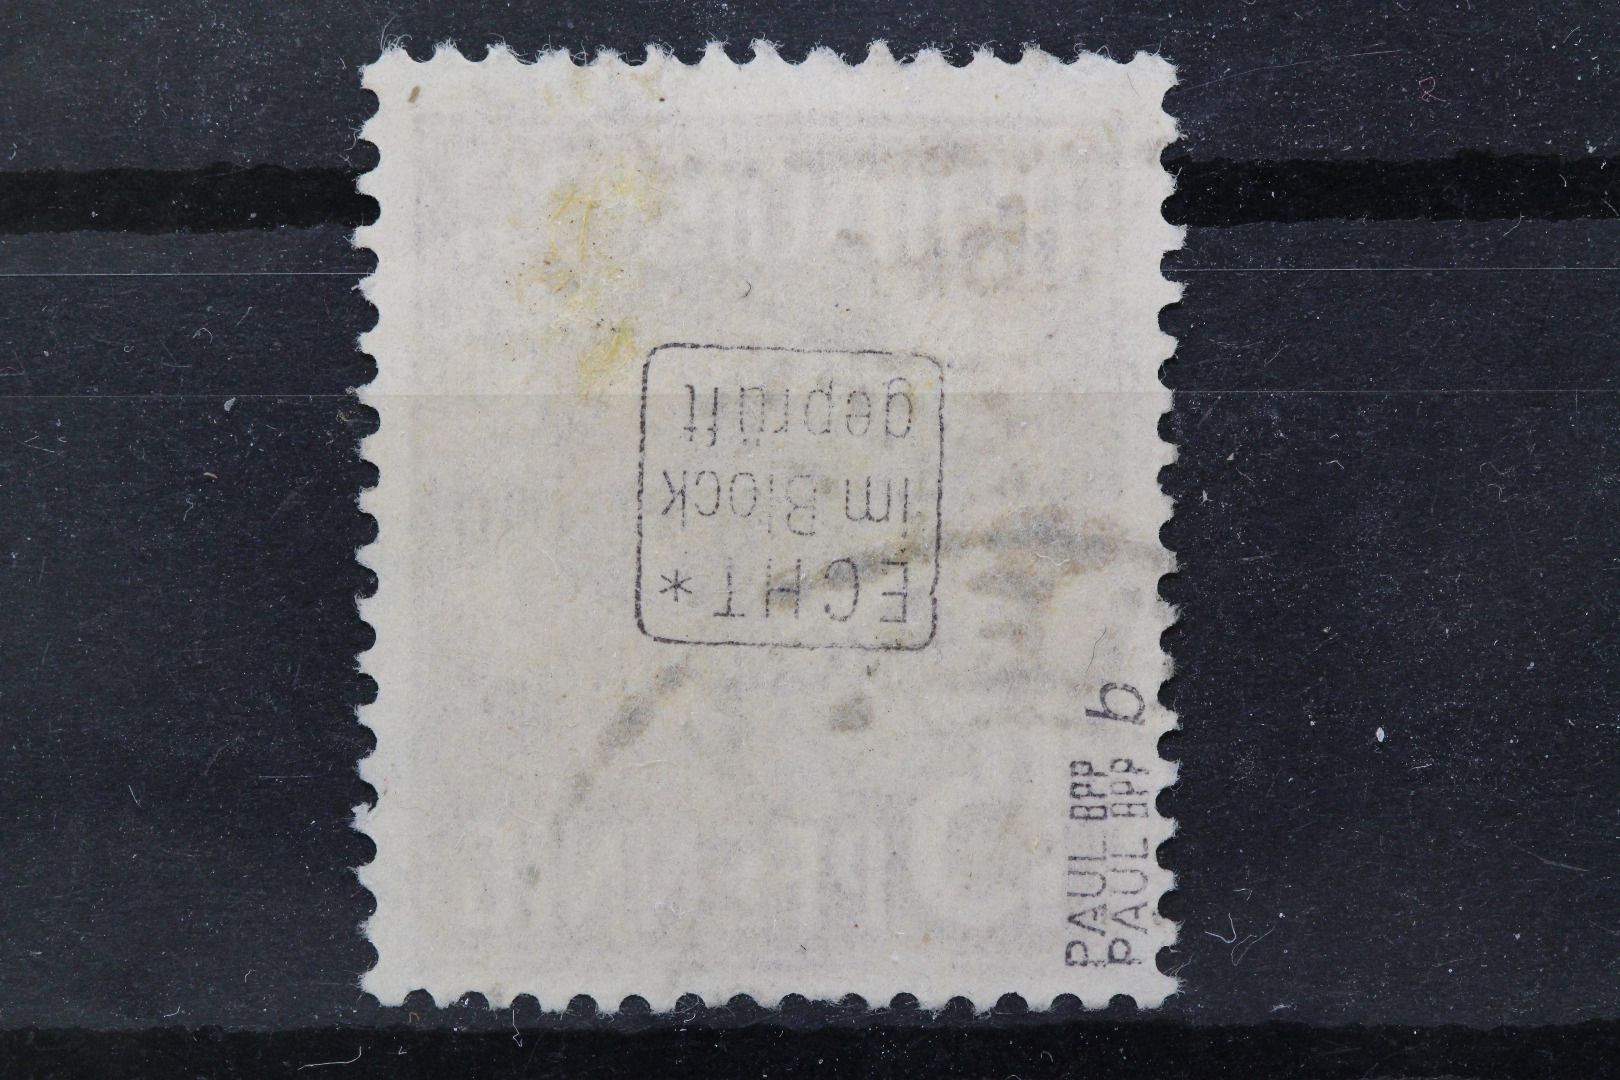 ECHT *
im Block
geprüft
PAUL BPP
PAUL BPP b